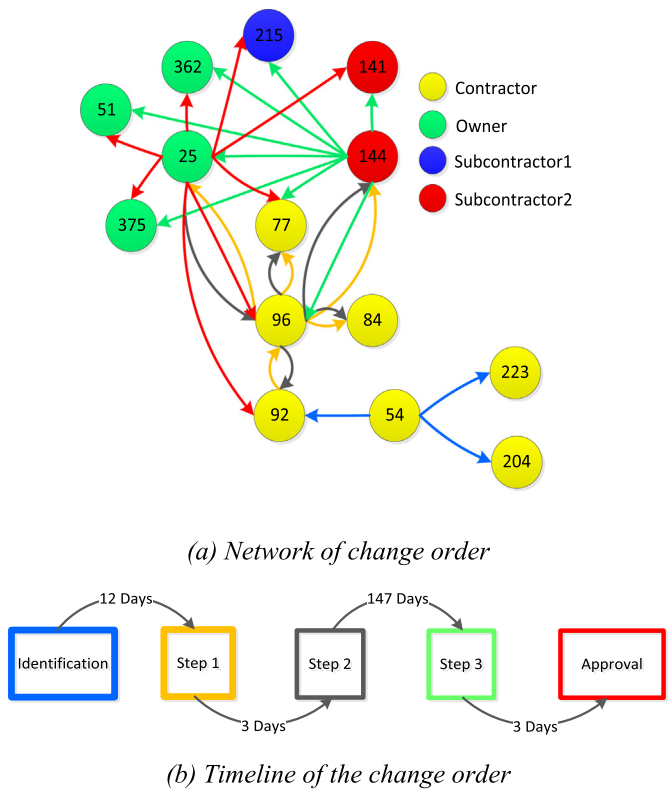 215
362
141
Contractor
51
Owner
25
144
Subcontractor1
Subcontractor2
375
77
96
84
223
92
54
204
(a) Network of change order
12 Days
147 Days
Identification
Step 1
Step 2
Step 3
Approval
3 Days
3 Days
(b) Timeline of the change order